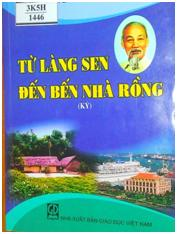 3K5H
1446
TỪ LÀNG SEN
ĐẾN BẾN NHÀ RỒNG
(KÝ)
NHÀ XUẤT BẢN GIÁO DỤC VIỆT NAM